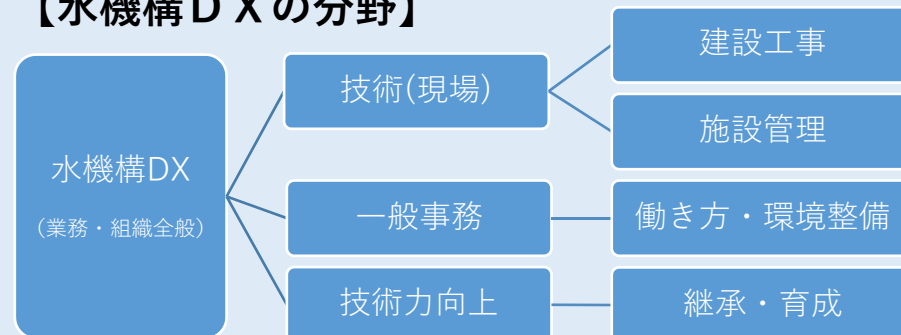 【水機構ＤＸの分野】
水機構DX
(業務・組織全般)
技術(現場)
建設工事
施設管理
一般事務
働き方・環境整備
技術力向上
継承・育成